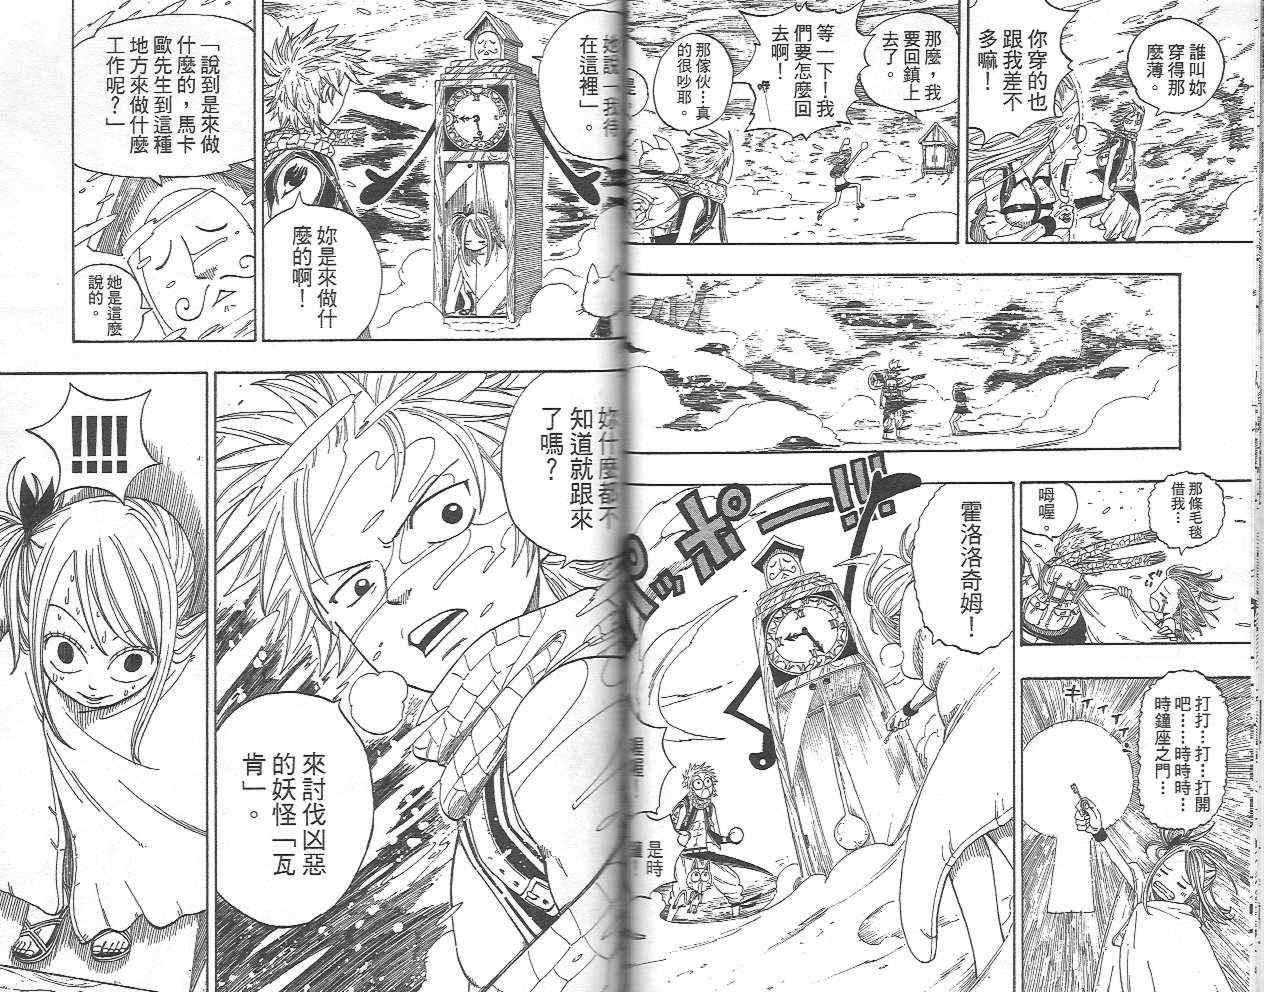 誰叫妳
穿得那
麼薄。
你穿的也
跟我差不
多嘛！
那麼，我
要回鎮上
去了。
等一下！我
們要怎麼回
去啊！
那傢伙…真
的很吵耶。
那條毛毯
借我…
呣喔。
打打…打…打開
吧……時時時…
時鐘座之門…
キィィィィ…
霍洛洛奇姆！
パッポー!!!
是時
在這裡」。
妳是來做什
麼的啊！
「說到是來做
什麼的，馬卡
歐先生到這種
地方來做什麼
工作呢？」
她是這麼
說的。
妳什麼都不
知道就跟來
了嗎？
來討伐凶惡
的妖怪「瓦
肯」。
!!!!